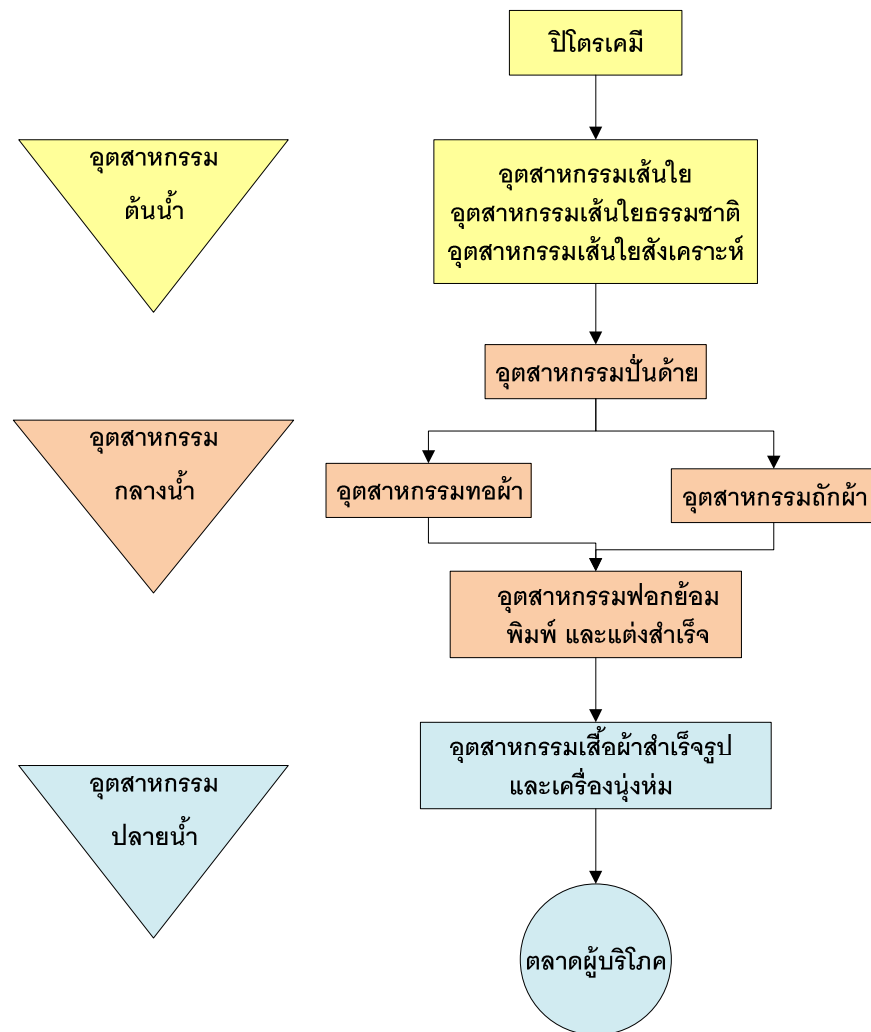 ปิโตรเคมี
อุตสาหกรรม
ต้นน้ำ
อุตสาหกรรมเส้นใย
อุตสาหกรรมเส้นใยธรรมชาติ
อุตสาหกรรมเส้นใยสังเคราะห์
อุตสาหกรรมปั่นด้าย
อุตสาหกรรม
กลางน้ำ
อุตสาหกรรมทอผ้า
อุตสาหกรรมถักผ้า
อุตสาหกรรมฟอกย้อม
พิมพ์ และแต่งสำเร็จ
อุตสาหกรรมเสื้อผ้าสำเร็จรูป
และเครื่องนุ่งห่ม
อุตสาหกรรม
ปลายน้ำ
ตลาดผู้บริโภค